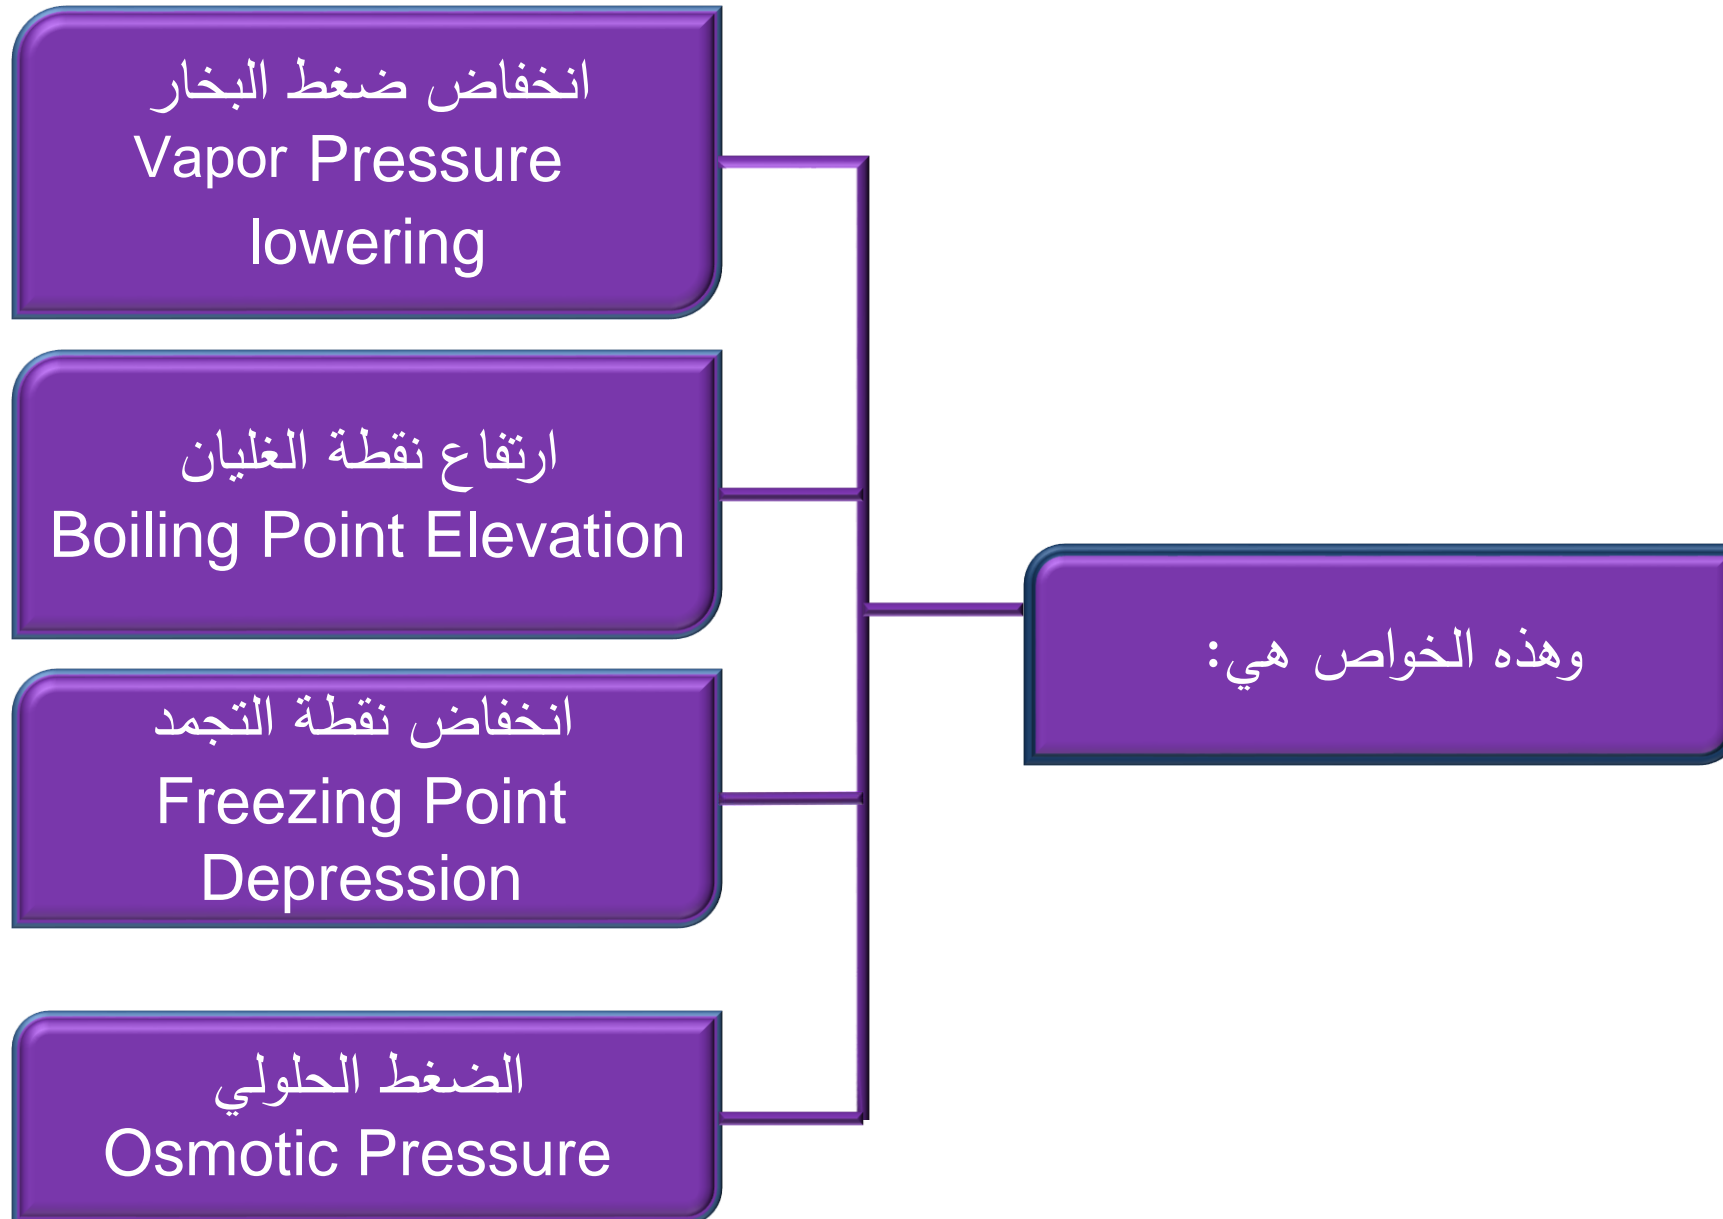 وهذه الخواص هي:
انخفاض ضغط البخار
Vapor Pressure
lowering
ارتفاع نقطة الغليان
Boiling Point Elevation
انخفاض نقطة التجمد
Freezing Point
Depression
الضغط الحلولي
Osmotic Pressure